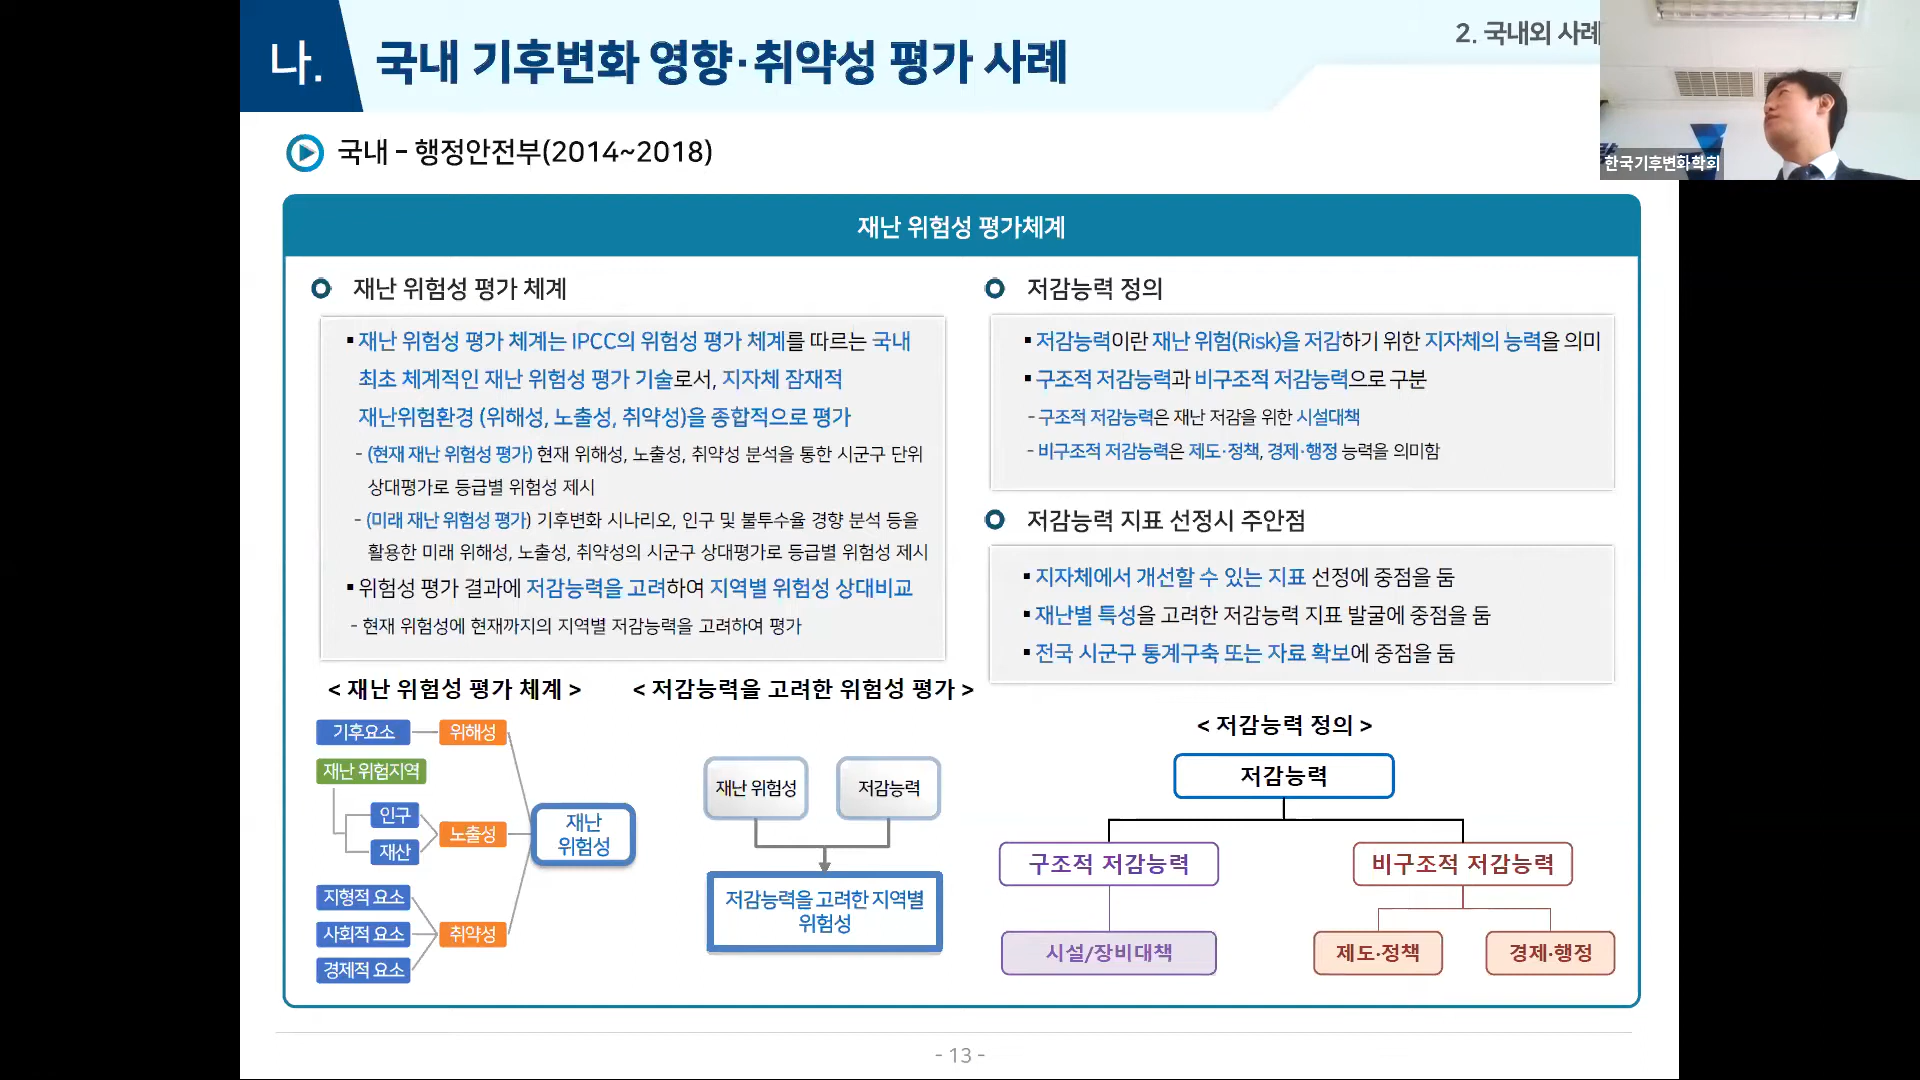 나.
국내 기후변화 영향·취약성 평가 사례
2. 국내외 사례
한국기후변화학회
국내 – 행정안전부(2014~2018)
재난 위험성 평가체계
재난 위험성 평가 체계
▪ 재난 위험성 평가 체계는 IPCC의 위험성 평가 체계를 따르는 국내
최초 체계적인 재난 위험성 평가 기술로서, 지자체 잠재적
재난위험환경 (위해성, 노출성, 취약성)을 종합적으로 평가
- (현재 재난 위험성 평가) 현재 위해성, 노출성, 취약성 분석을 통한 시군구 단위
상대평가로 등급별 위험성 제시
- (미래 재난 위험성 평가) 기후변화 시나리오, 인구 및 불투수율 경향 분석 등을
활용한 미래 위해성, 노출성, 취약성의 시군구 상대평가로 등급별 위험성 제시
▪ 위험성 평가 결과에 저감능력을 고려하여 지역별 위험성 상대비교
- 현재 위험성에 현재까지의 지역별 저감능력을 고려하여 평가
저감능력 정의
▪ 저감능력이란 재난 위험(Risk)을 저감하기 위한 지자체의 능력을 의미
▪ 구조적 저감능력과 비구조적 저감능력으로 구분
- 구조적 저감능력은 재난 저감을 위한 시설대책
- 비구조적 저감능력은 제도·정책, 경제·행정 능력을 의미함
저감능력 지표 선정시 주안점
▪ 지자체에서 개선할 수 있는 지표 선정에 중점을 둠
▪ 재난별 특성을 고려한 저감능력 지표 발굴에 중점을 둠
▪ 전국 시군구 통계구축 또는 자료 확보에 중점을 둠
< 재난 위험성 평가 체계 >
기후요소
위해성
재난 위험지역
인구
재산
노출성
재난
위험성
지형적 요소
사회적 요소
경제적 요소
취약성
< 저감능력을 고려한 위험성 평가 >
재난 위험성
저감능력
저감능력을 고려한 지역별
위험성
< 저감능력 정의 >
저감능력
구조적 저감능력
비구조적 저감능력
시설/장비대책
제도·정책
경제·행정
- 13 -